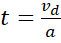 t = v_d / a